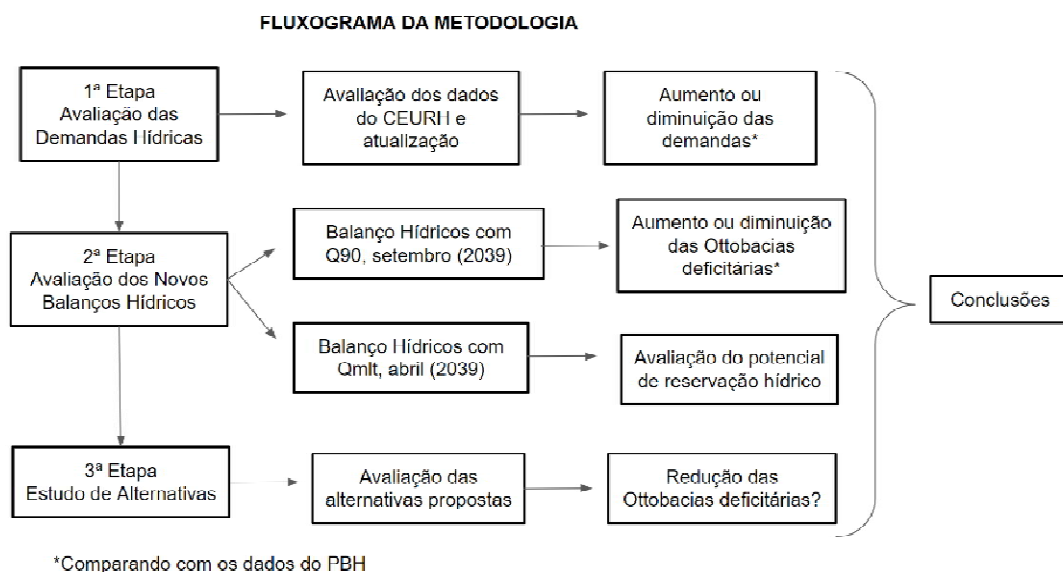 FLUXOGRAMA DA METODOLOGIA
1ª Etapa
Avaliação das
Demandas Hídricas
Avaliação dos dados
do CEURH e
atualização
Aumento ou
diminuição das
demandas*
2ª Etapa
Avaliação dos Novos
Balanços Hídricos
Balanço Hídricos com
Q90, setembro (2039)
Aumento ou diminuição
das Ottobacias
deficitárias*
Balanço Hídricos com
Qmlt, abril (2039)
Avaliação do potencial
de reservação hídrico
3ª Etapa
Estudo de Alternativas
Avaliação das
alternativas propostas
Redução das
Ottobacias deficitárias?
Conclusões
*Comparando com os dados do PBH